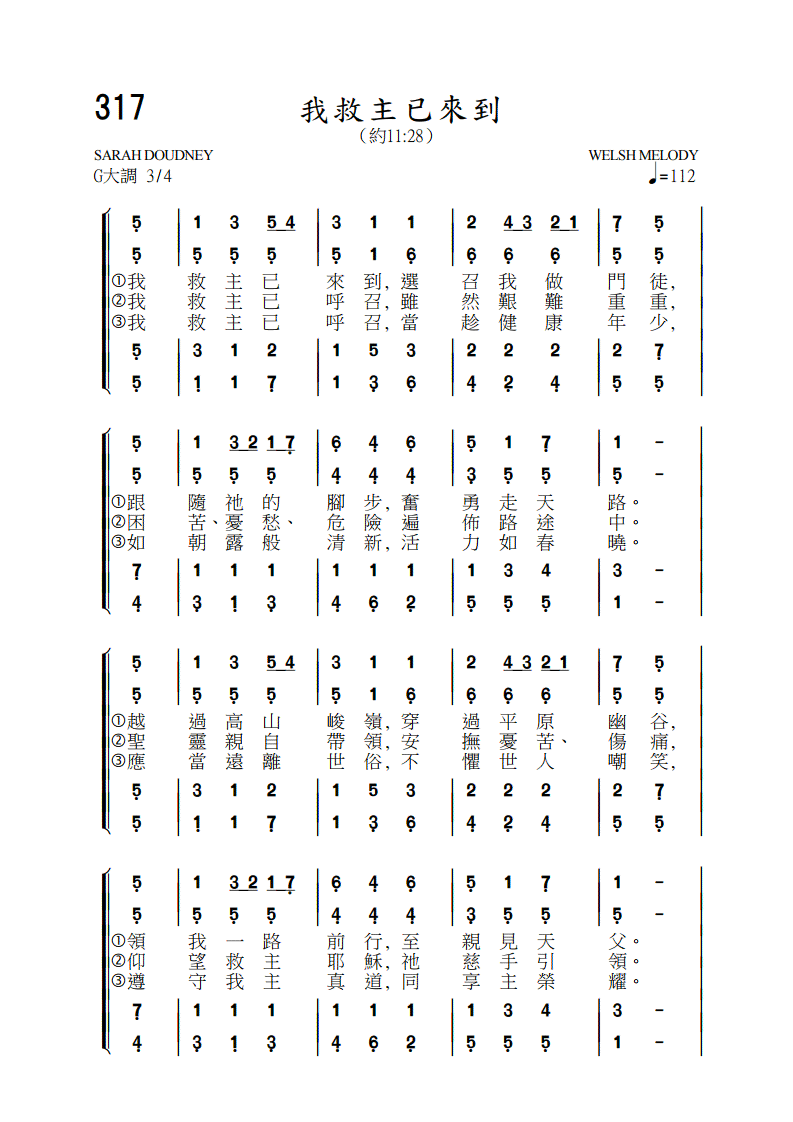 317
我救主已來到
（約11:28）
SARAH DOUDNEY WELSH MELODY
G大調 3/4 ♩=112
5̣ 1 3 5 4 3 1 1 2 4 3 2 1 7̣ 5̣
5̣ 5̣ 5̣ 5̣ 5̣ 1 6̣ 6̣ 6̣ 6̣ 5̣ 5̣
①我救主已來到,選召我做門徒,
②我救主已呼召,雖然艱難重重,
③我救主已呼召,當趁健康年少,
5̣ 3 1 2 1 5 3 2 2 2 2 7̣
5̣ 1̣ 1 7̣ 1 3̣ 6̣ 4̣ 2̣ 4̣ 5̣ 5̣
5̣ 1 3 2 1 7̣ 6̣ 4̣ 6̣ 5̣ 1 7̣ 1 -
5̣ 5̣ 5̣ 5̣ 4̣ 4̣ 4̣ 3̣ 5̣ 5̣ 5̣ -
①跟隨祂的腳步,奮勇走天路。
②困苦、憂愁、危險遍佈路途中。
③如朝露般清新,活力如春曉。
7̣ 1 1 1 1 1 1 1 3 4 3 -
4̣ 3̣ 1̣ 3̣ 4̣ 6̣ 2̣ 5̣ 5̣ 5̣ 1 -
5̣ 1 3 5 4 3 1 1 2 4 3 2 1 7̣ 5̣
5̣ 5̣ 5̣ 5̣ 5̣ 1 6̣ 6̣ 6̣ 6̣ 5̣ 5̣
①越過高山峻嶺,穿過平原幽谷,
②聖靈親自帶領,安撫憂苦、傷痛,
③應當遠離世俗,不懼世人嘲笑,
5̣ 3 1 2 1 5 3 2 2 2 2 7̣
5̣ 1̣ 1 7̣ 1 3̣ 6̣ 4̣ 2̣ 4̣ 5̣ 5̣
5̣ 1 3 2 1 7̣ 6̣ 4̣ 6̣ 5̣ 1 7̣ 1 -
5̣ 5̣ 5̣ 5̣ 4̣ 4̣ 4̣ 3̣ 5̣ 5̣ 5̣ -
①領我一路前行,至親見天父。
②仰望救主耶穌,祂慈手引領。
③遵守我主真道,同享主榮耀。
7̣ 1 1 1 1 1 1 1 3 4 3 -
4̣ 3̣ 1̣ 3̣ 4̣ 6̣ 2̣ 5̣ 5̣ 5̣ 1 -